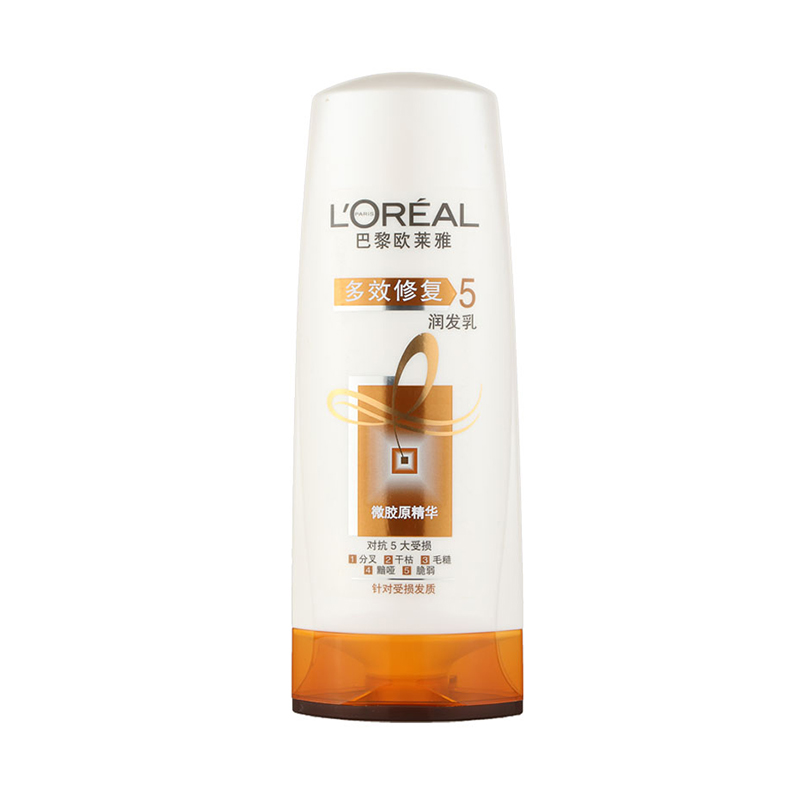 L'ORÉAL
PARIS
巴黎欧莱雅
多效修复 5
润发乳
微胶原精华
对抗5大受损
1 分叉 2 干枯 3 毛糙
4 黯哑 5 脆弱
针对受损发质